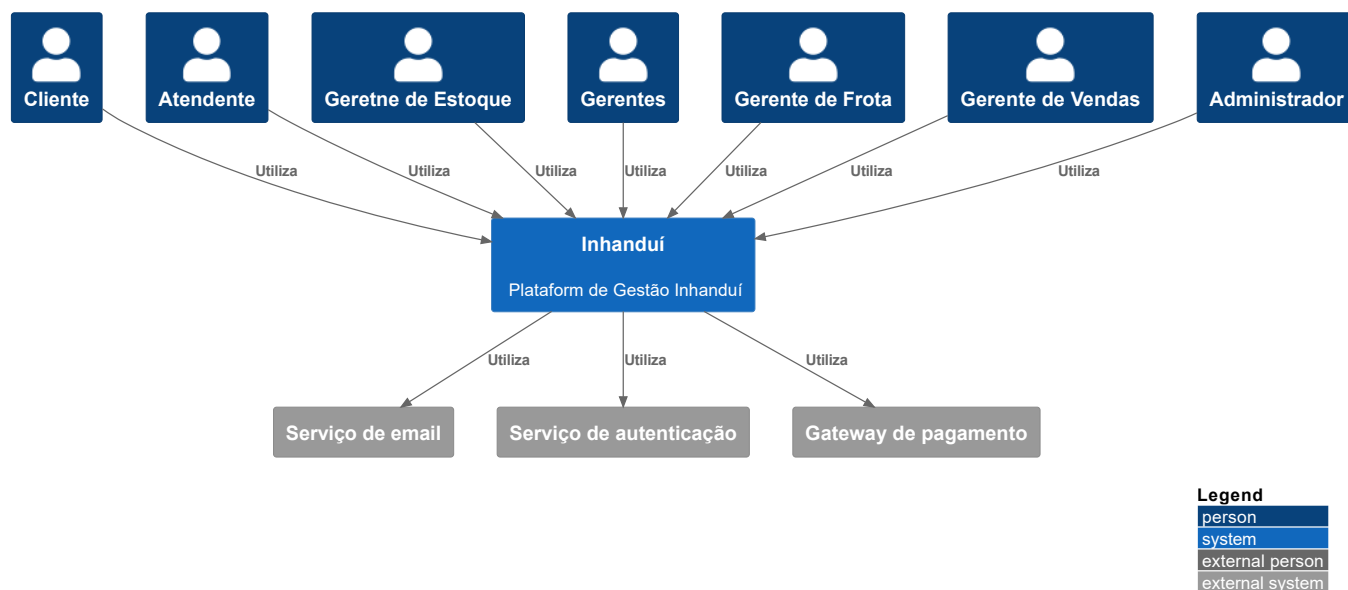 Cliente
Atendente
Geretne de Estoque
Gerentes
Gerente de Frota
Gerente de Vendas
Administrador
Utiliza
Utiliza
Utiliza
Utiliza
Utiliza
Utiliza
Utiliza
Inhanduí
Plataform de Gestão Inhanduí
Utiliza
Utiliza
Utiliza
Serviço de email
Serviço de autenticação
Gateway de pagamento
Legend
person
system
external person
external system